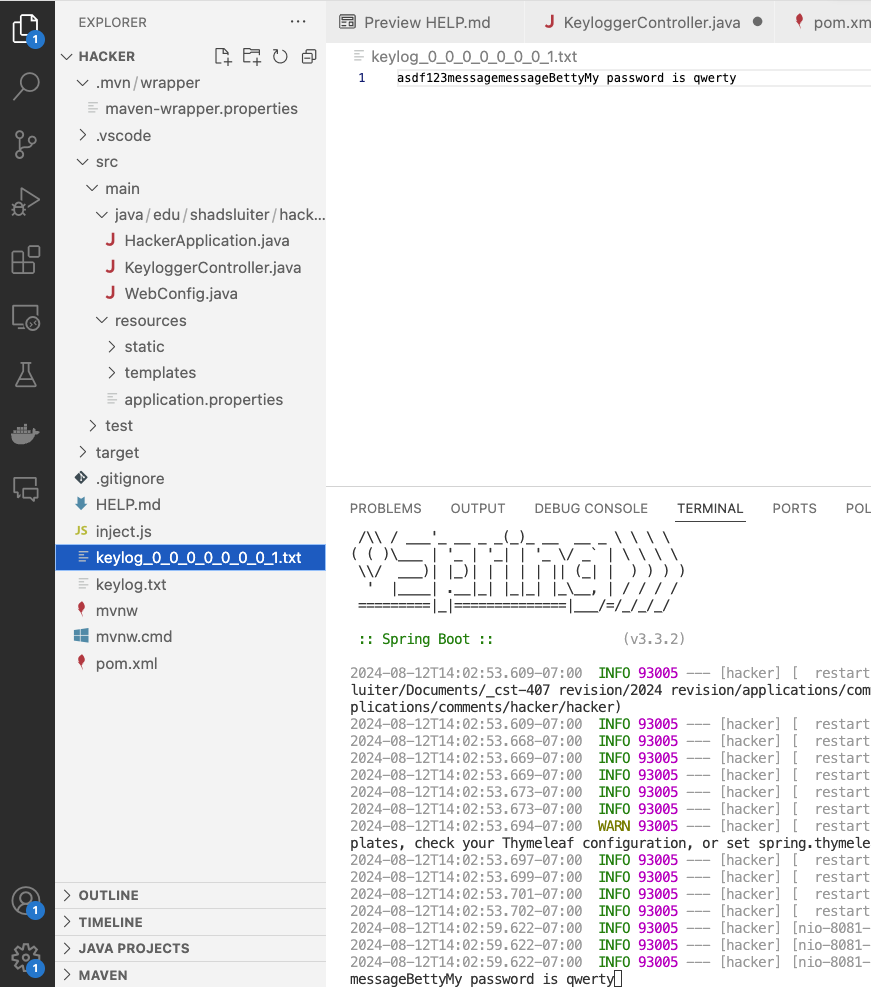 EXPLORER
HACKER
.mvn/wrapper
maven-wrapper.properties
.vscode
src
main
java/edu/shadsluiter/hack...
J HackerApplication.java
J KeyloggerController.java
J WebConfig.java
resources
static
templates
application.properties
test
target
.gitignore
HELP.md
JS inject.js
keylog_0_0_0_0_0_0_0_1.txt
keylog.txt
mvnw
mvnw.cmd
pom.xml
OUTLINE
TIMELINE
JAVA PROJECTS
MAVEN
1
1
1
Preview HELP.md J KeyloggerController.java pom.xm
keylog_0_0_0_0_0_0_0_1.txt
1 asdf123messagemessageBettyMy password is qwerty
PROBLEMS OUTPUT DEBUG CONSOLE TERMINAL PORTS POL
/\\ / ___'_ __ _ _(_)_ __  __ _ \ \ \ \
( ( )\___ | '_ | '_| | '_ \/ _` | \ \ \ \
\\/  ___)| |_)| | | | | || (_| |  ) ) ) )
'  |____| .__|_| |_|_| |_\__, | / / / /
=========|_|==============|___/=/_/_/_/
:: Spring Boot :: (v3.3.2)
2024-08-12T14:02:53.609-07:00 INFO 93005 --- [hacker] [ restart
luiter/Documents/_cst-407 revision/2024 revision/applications/com
plications/comments/hacker/hacker)
2024-08-12T14:02:53.609-07:00 INFO 93005 --- [hacker] [ restart
2024-08-12T14:02:53.668-07:00 INFO 93005 --- [hacker] [ restart
2024-08-12T14:02:53.669-07:00 INFO 93005 --- [hacker] [ restart
2024-08-12T14:02:53.669-07:00 INFO 93005 --- [hacker] [ restart
2024-08-12T14:02:53.673-07:00 INFO 93005 --- [hacker] [ restart
2024-08-12T14:02:53.673-07:00 INFO 93005 --- [hacker] [ restart
2024-08-12T14:02:53.694-07:00 WARN 93005 --- [hacker] [ restart
plates, check your Thymeleaf configuration, or set spring.thymele
2024-08-12T14:02:53.697-07:00 INFO 93005 --- [hacker] [ restart
2024-08-12T14:02:53.699-07:00 INFO 93005 --- [hacker] [ restart
2024-08-12T14:02:53.701-07:00 INFO 93005 --- [hacker] [ restart
2024-08-12T14:02:53.702-07:00 INFO 93005 --- [hacker] [ restart
2024-08-12T14:02:59.622-07:00 INFO 93005 --- [hacker] [nio-8081-
2024-08-12T14:02:59.622-07:00 INFO 93005 --- [hacker] [nio-8081-
2024-08-12T14:02:59.622-07:00 INFO 93005 --- [hacker] [nio-8081-
messageBettyMy password is qwerty